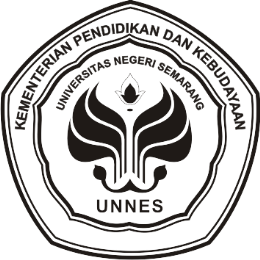 KEMENTERIAN PENDIDIKAN DAN KEBUDAYAAN
UNIVERSITAS NEGERI SEMARANG
UNNES